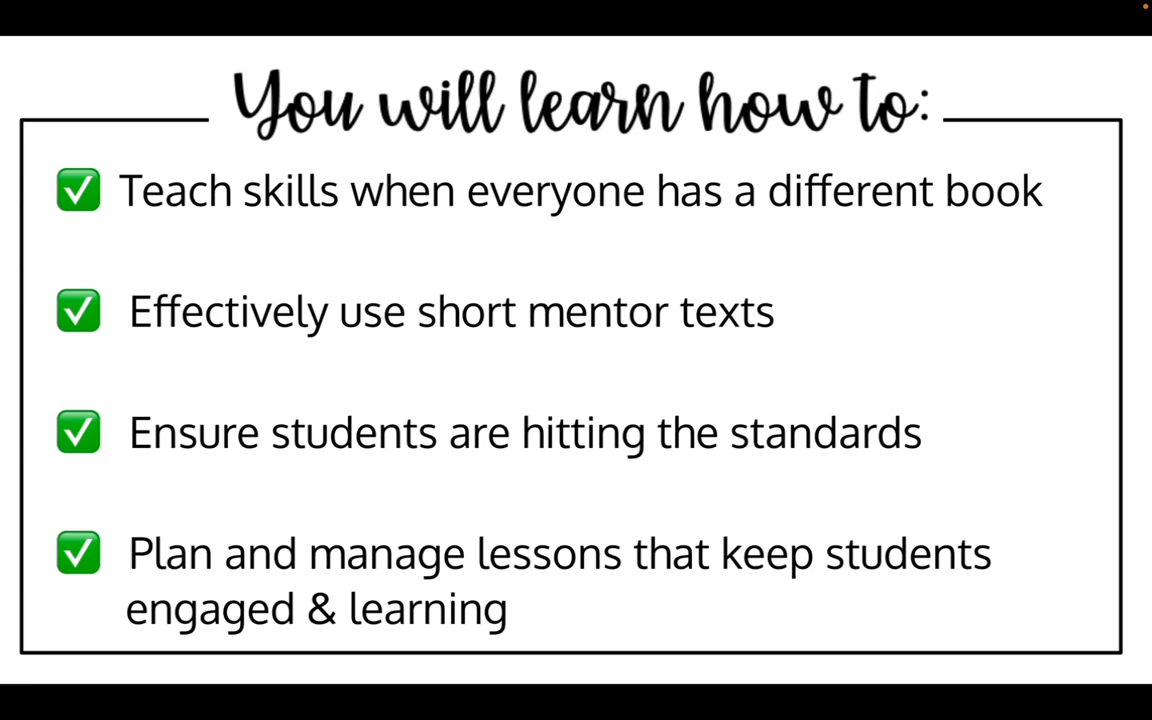 You will learn how to:
✅ Teach skills when everyone has a different book
✅ Effectively use short mentor texts
✅ Ensure students are hitting the standards
✅ Plan and manage lessons that keep students
engaged & learning